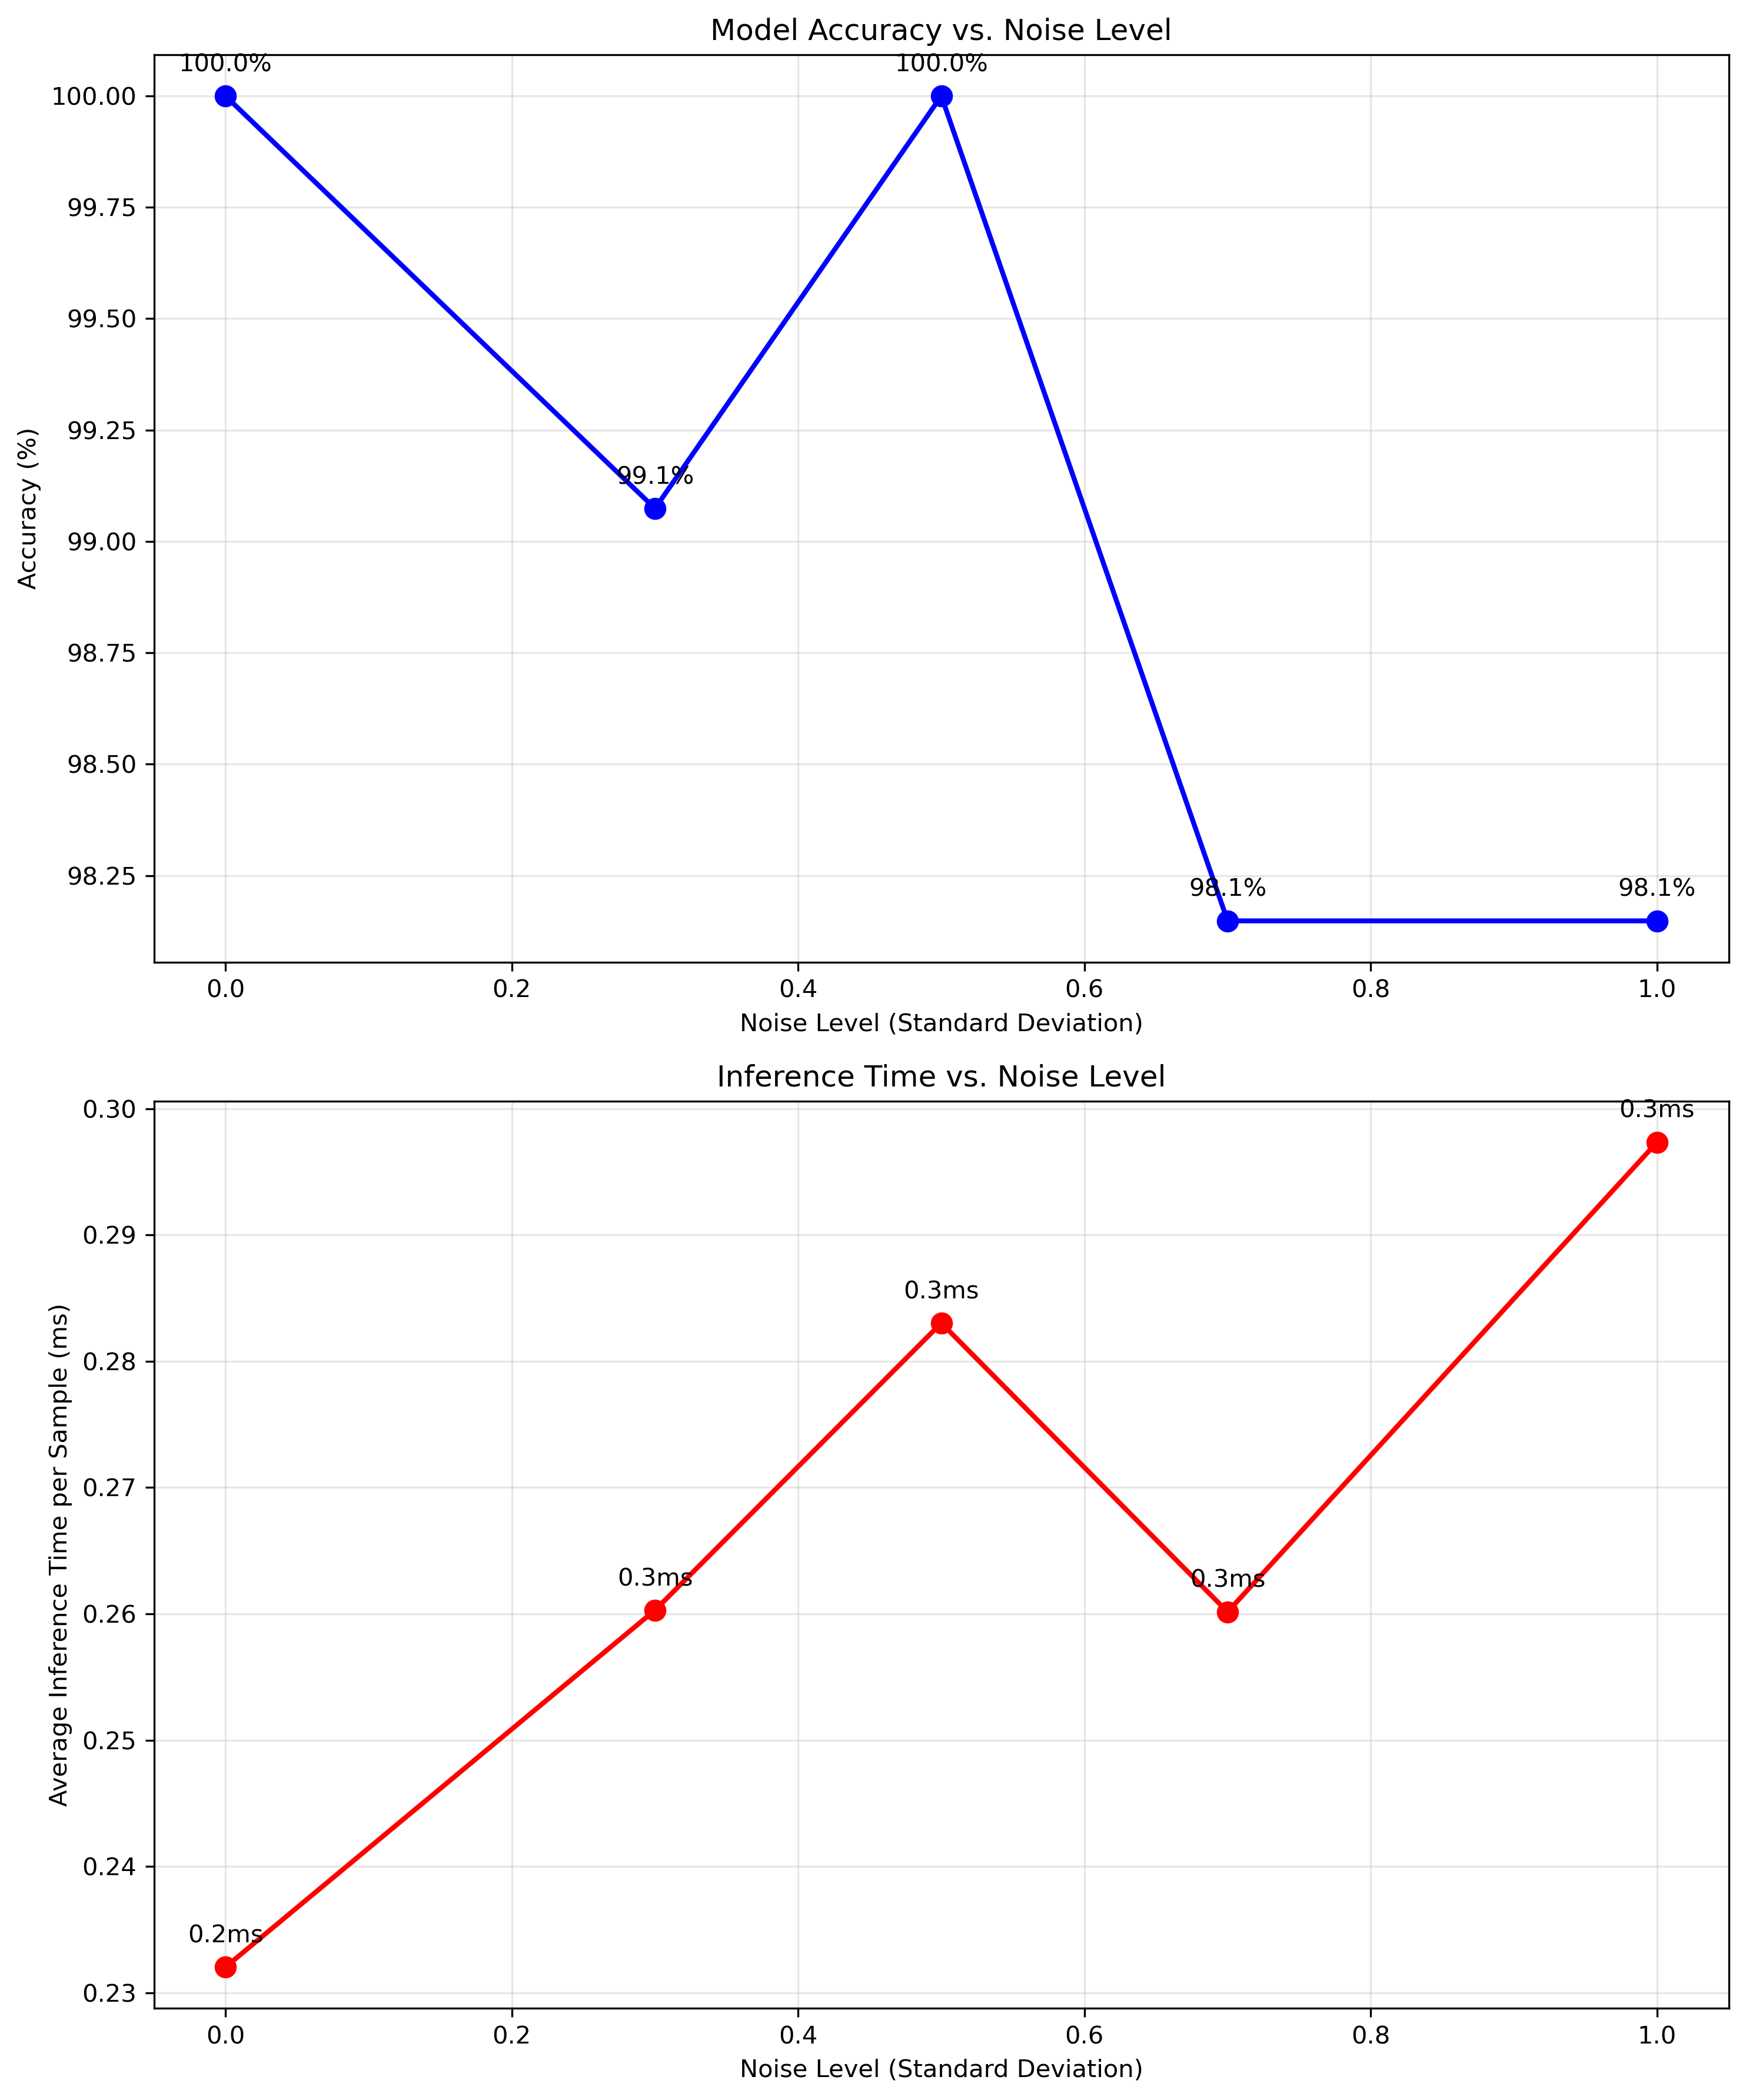 Model Accuracy vs. Noise Level
100.0%
100.0%
100.00
99.75
99.50
99.25
99.1%
99.00
98.75
98.50
98.25
98.1%
98.1%
Accuracy (%)
0.0 0.2 0.4 0.6 0.8 1.0
Noise Level (Standard Deviation)
Inference Time vs. Noise Level
0.30
0.3ms
0.29
0.3ms
0.28
0.27
0.3ms
0.3ms
0.26
0.25
0.24
0.2ms
0.23
Average Inference Time per Sample (ms)
0.0 0.2 0.4 0.6 0.8 1.0
Noise Level (Standard Deviation)